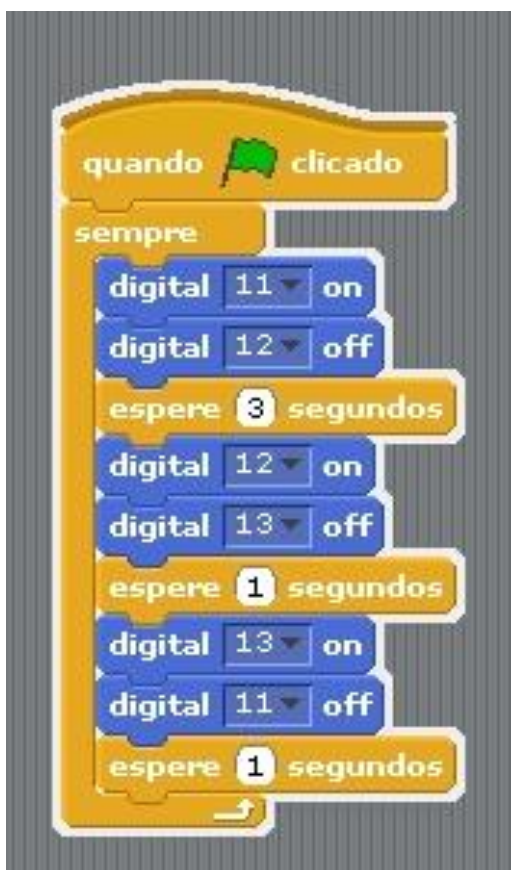 quando clicado
sempre
digital 11 on
digital 12 off
espere 3 segundos
digital 12 on
digital 13 off
espere 1 segundos
digital 13 on
digital 11 off
espere 1 segundos